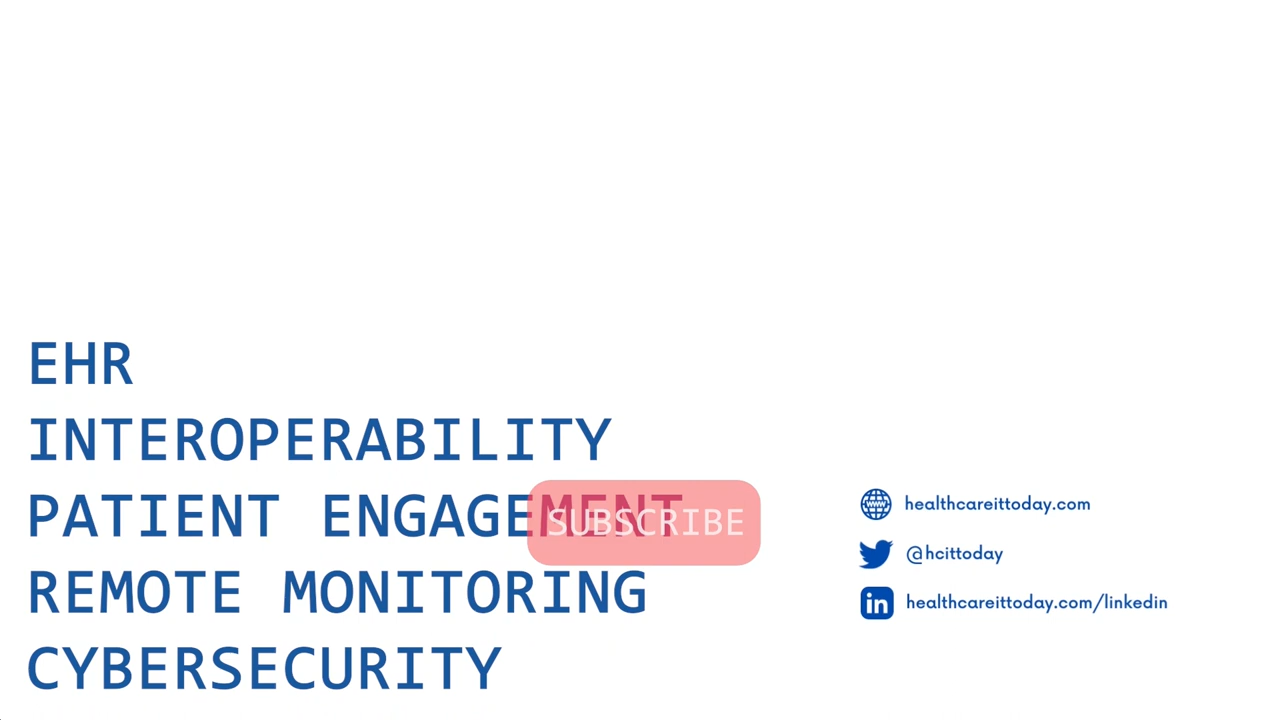 EHR
INTEROPERABILITY
PATIENT ENGAGEMENT
SUBSCRIBE
REMOTE MONITORING
CYBERSECURITY
healthcareittoday.com
@hcittoday
healthcareittoday.com/linkedin